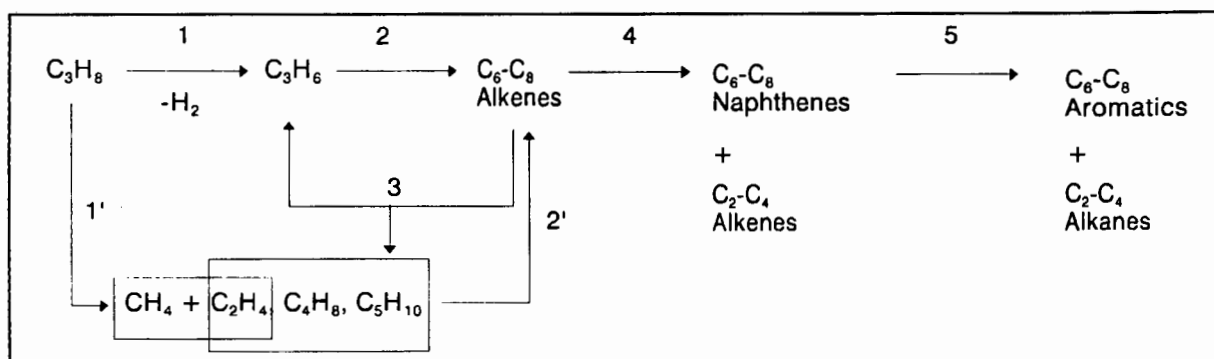 1 2 4 5
C₃H₈ C₃H₆ C₆-C₈ C₆-C₈ C₆-C₈
-H₂ Alkenes Naphthenes Aromatics
+ +
3
1' 2' C₂-C₄ C₂-C₄
Alkenes Alkanes
CH₄ + C₂H₄, C₄H₈, C₅H₁₀